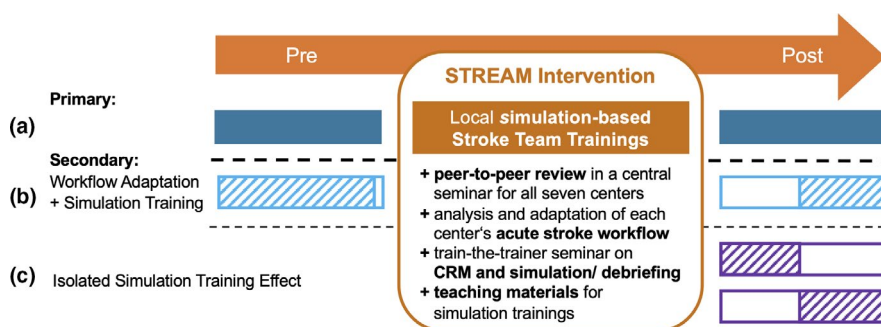 Pre
Post
STREAM Intervention
Local simulation-based
Stroke Team Trainings
+ peer-to-peer review in a central
seminar for all seven centers
+ analysis and adaptation of each
center's acute stroke workflow
+ train-the-trainer seminar on
CRM and simulation/ debriefing
+ teaching materials for
simulation trainings
Primary:
(a)
Secondary:
(b)
Workflow Adaptation
+ Simulation Training
(c)
Isolated Simulation Training Effect